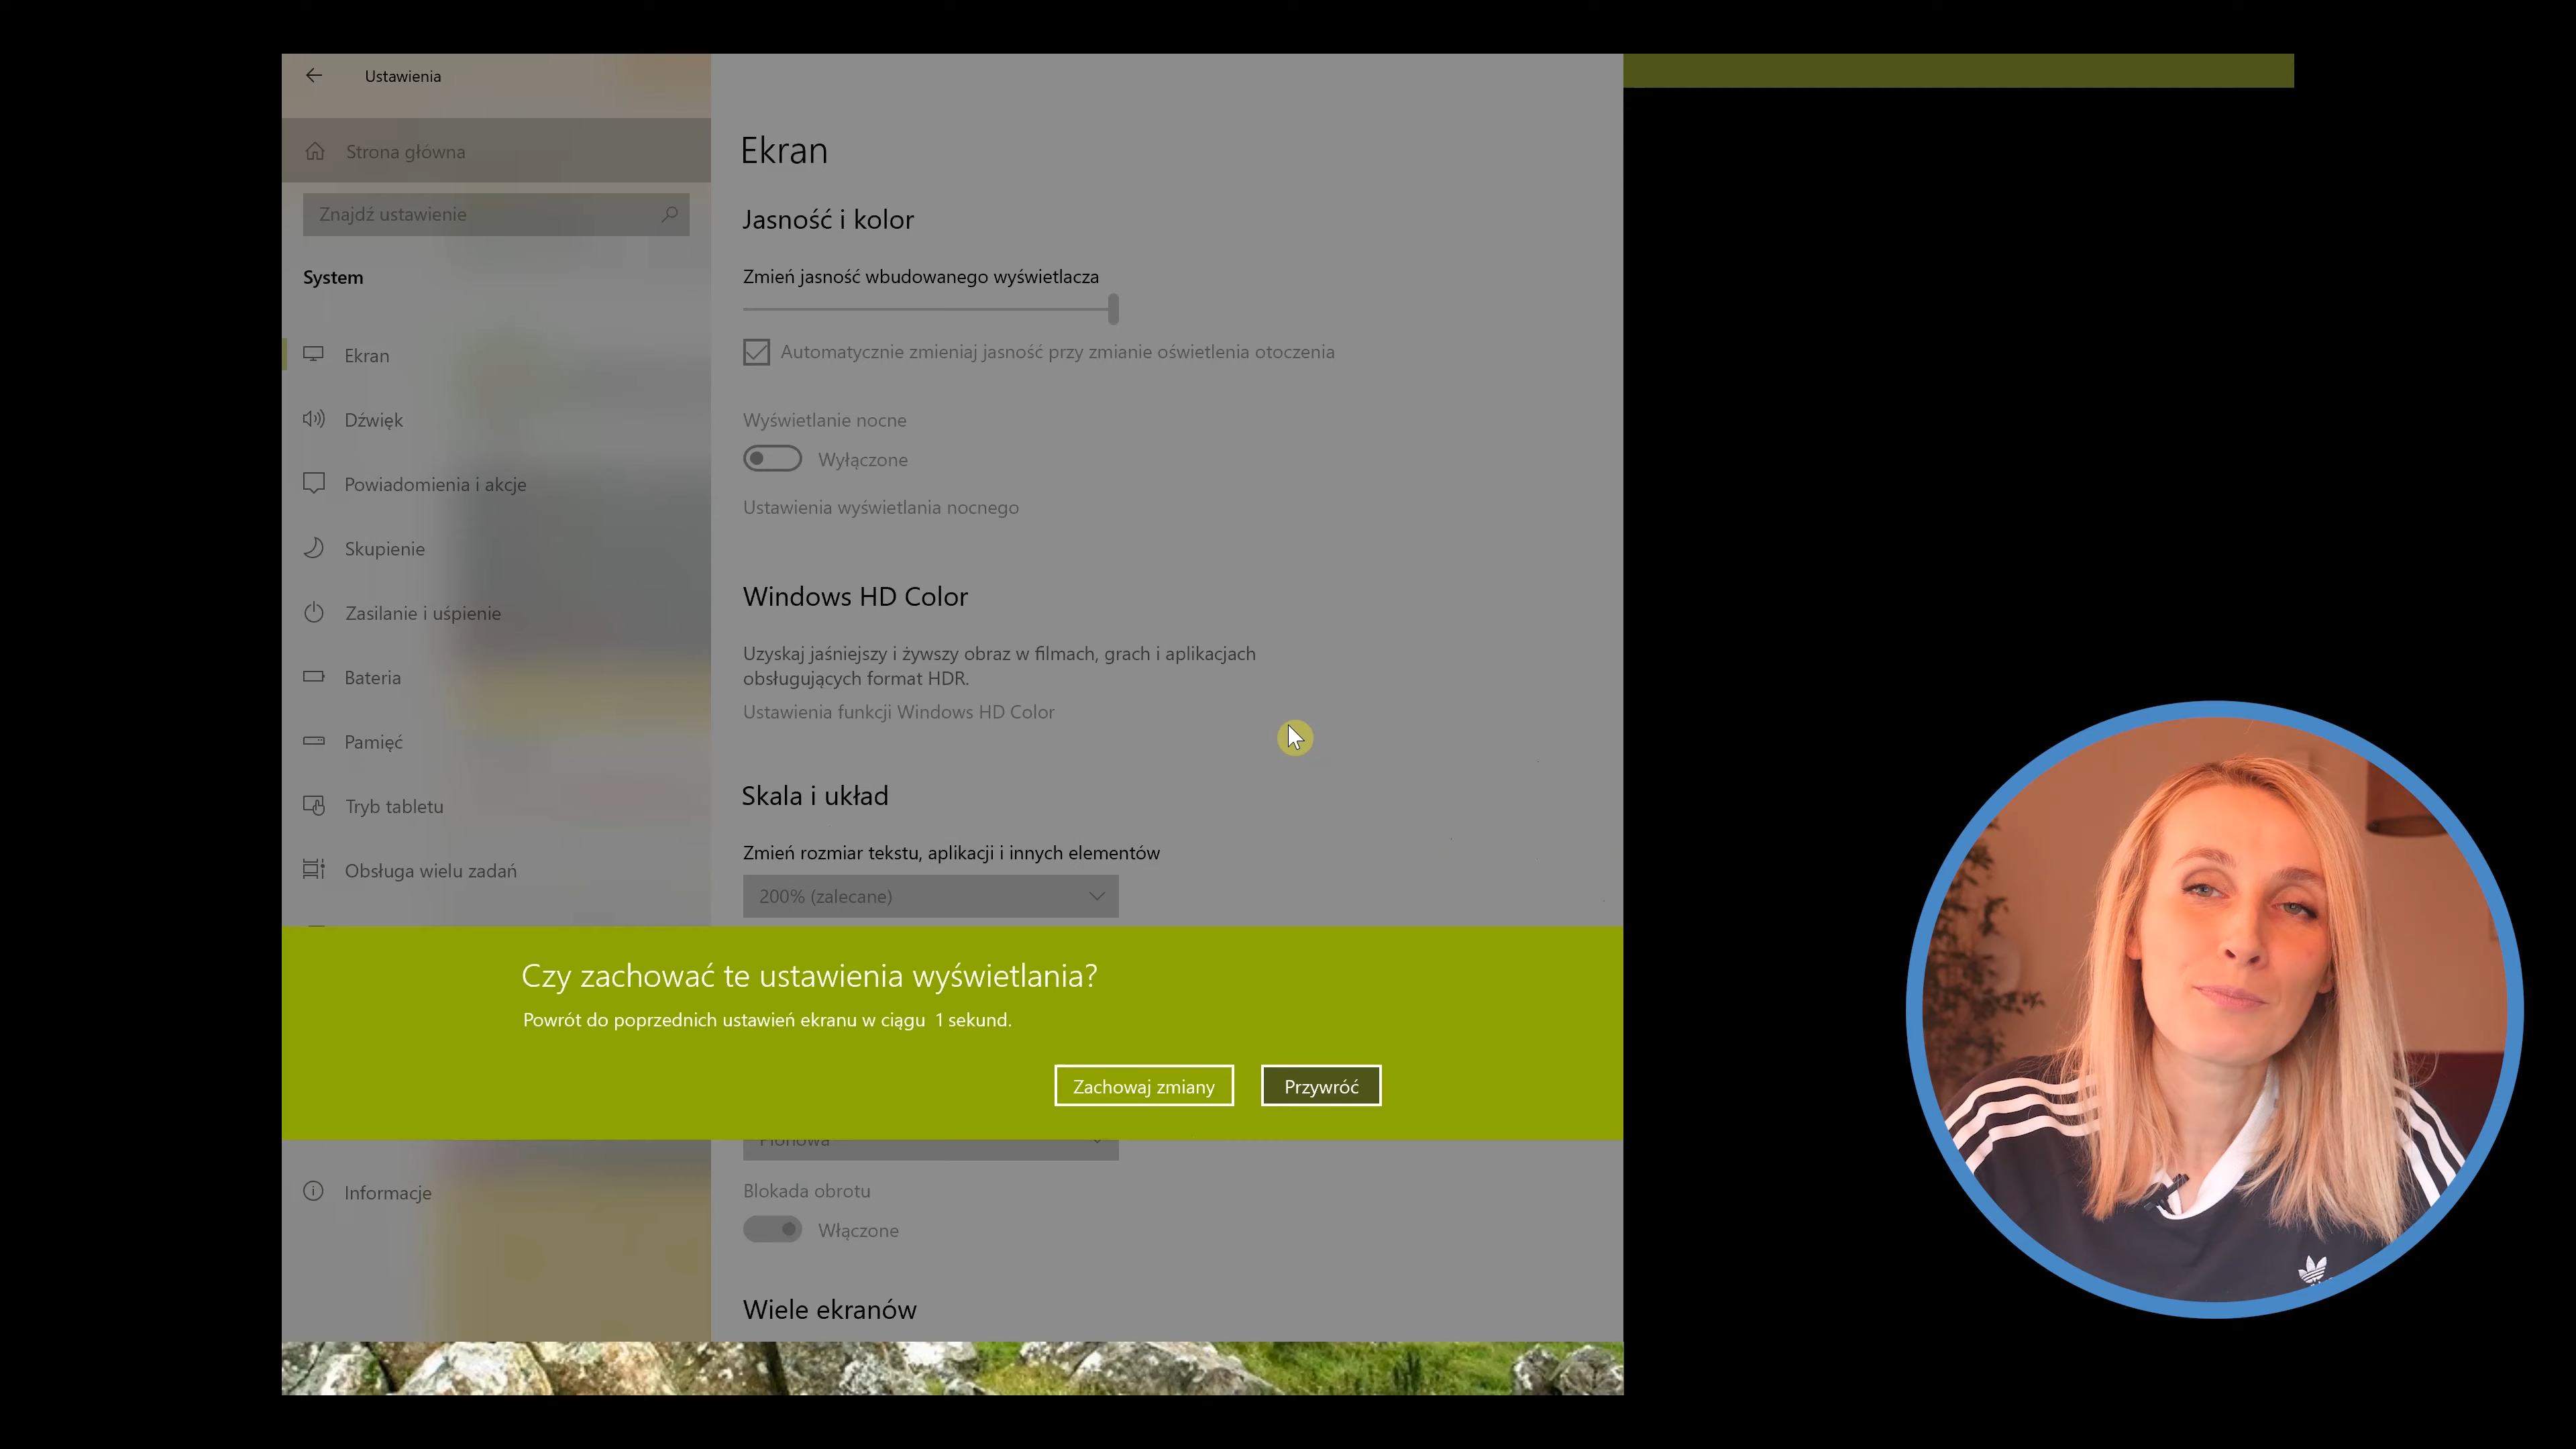 Ustawienia
Strona główna
Znajdź ustawienie
System
Ekran
Dźwięk
Powiadomienia i akcje
Skupienie
Zasilanie i uśpienie
Bateria
Pamięć
Tryb tabletu
Obsługa wielu zadań
Informacje
Ekran
Jasność i kolor
Zmień jasność wbudowanego wyświetlacza
Automatycznie zmieniaj jasność przy zmianie oświetlenia otoczenia
Wyświetlanie nocne
Wyłączone
Ustawienia wyświetlania nocnego
Windows HD Color
Uzyskaj jaśniejszy i żywszy obraz w filmach, grach i aplikacjach
obsługujących format HDR.
Ustawienia funkcji Windows HD Color
Skala i układ
Zmień rozmiar tekstu, aplikacji i innych elementów
200% (zalecane)
Czy zachować te ustawienia wyświetlania?
Powrót do poprzednich ustawień ekranu w ciągu 1 sekund.
Zachowaj zmiany
Przywróć
Pionowa
Blokada obrotu
Włączone
Wiele ekranów